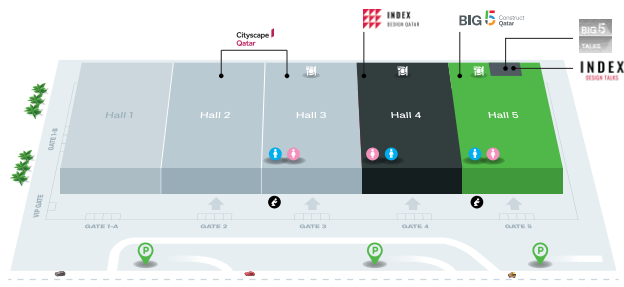 INDEX
DESIGN QATAR
BIG 5 Construct
Qatar
BIG 5
TALKS
Cityscape
Qatar
INDEX
DESIGN TALKS
Hall 1
Hall 2
Hall 3
Hall 4
Hall 5
GATE 1-B
VIP GATE
GATE 1-A
GATE 2
GATE 3
GATE 4
GATE 5
P
P
P